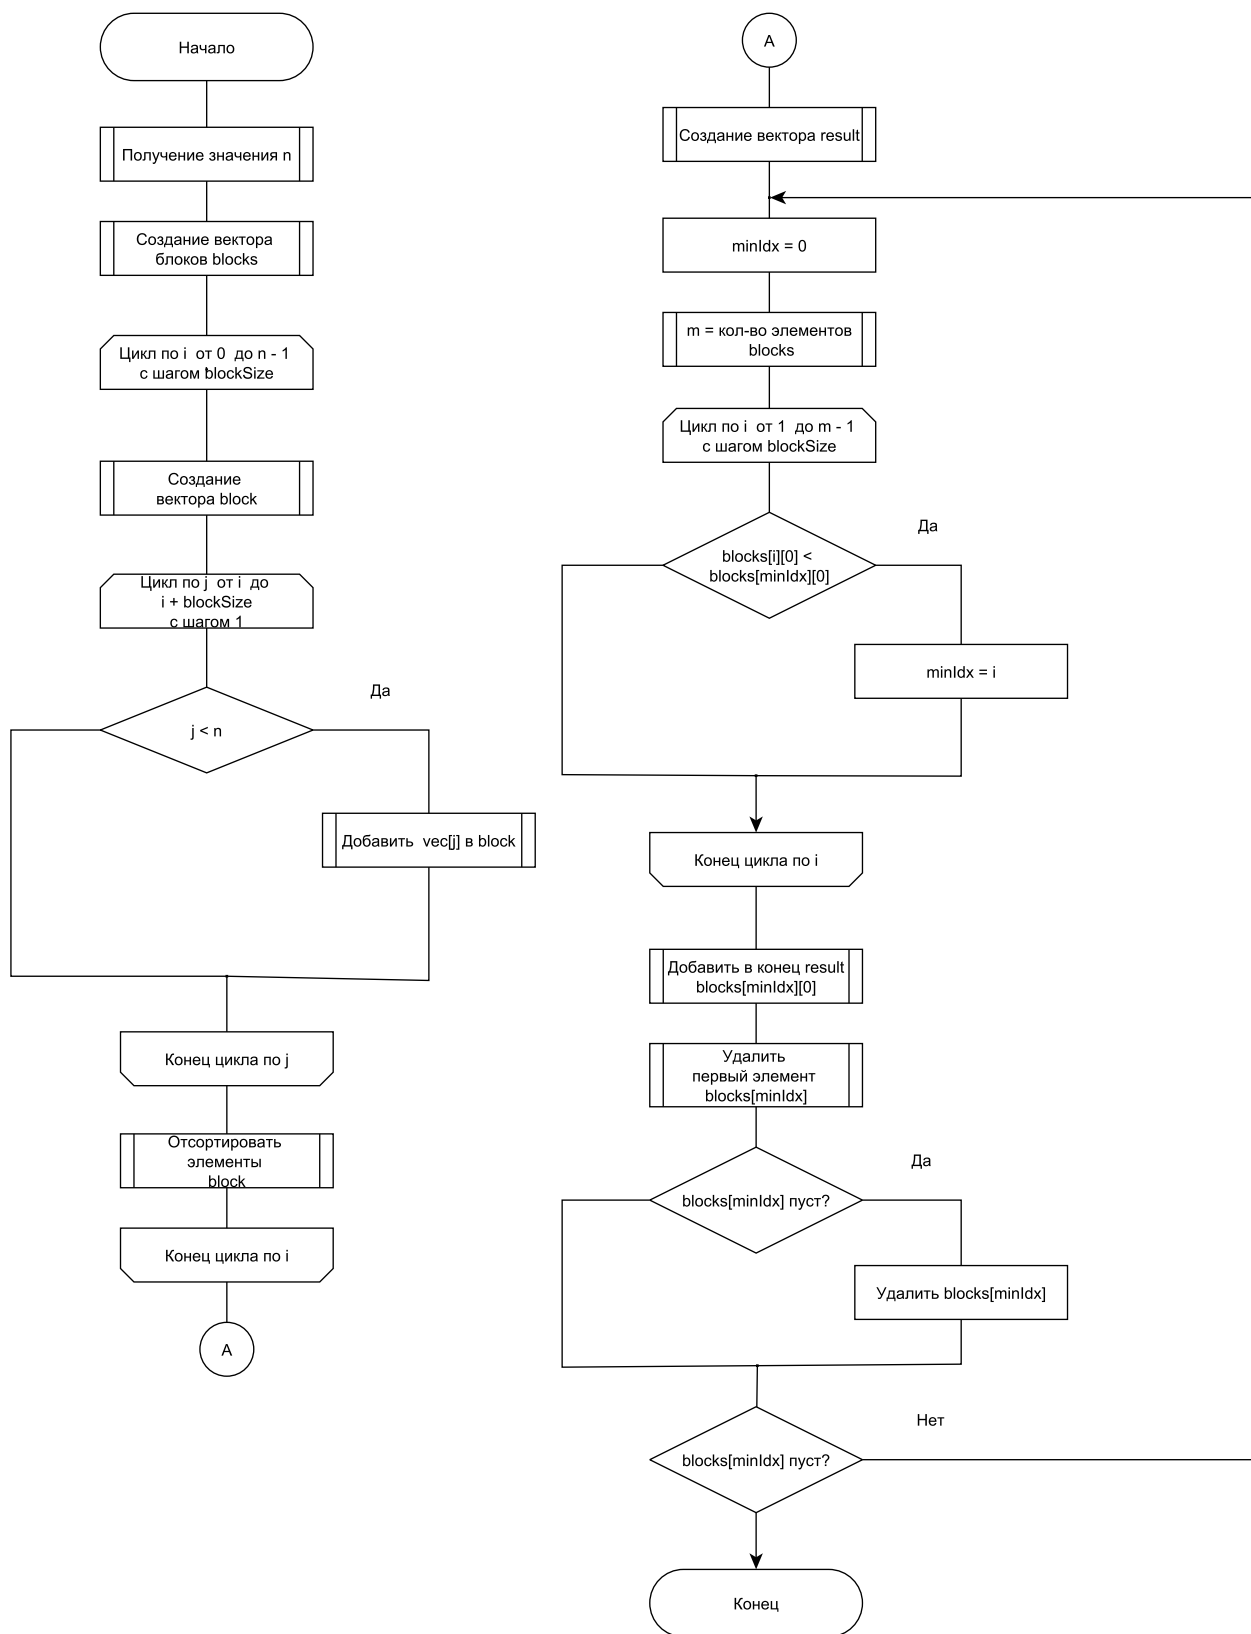 Начало
Получение значения n
Создание вектора
блоков blocks
Цикл по i от 0 до n - 1
с шагом blockSize
Создание
вектора block
Цикл по j от i до
i + blockSize
с шагом 1
Да
j < n
Добавить vec[j] в block
Конец цикла по j
Отсортировать
элементы
block
Конец цикла по i
A
A
Создание вектора result
minIdx = 0
m = кол-во элементов
blocks
Цикл по i от 1 до m - 1
с шагом blockSize
Да
blocks[i][0] <
blocks[minIdx][0]
minIdx = i
Конец цикла по i
Добавить в конец result
blocks[minIdx][0]
Удалить
первый элемент
blocks[minIdx]
Да
blocks[minIdx] пуст?
Удалить blocks[minIdx]
Нет
blocks[minIdx] пуст?
Конец